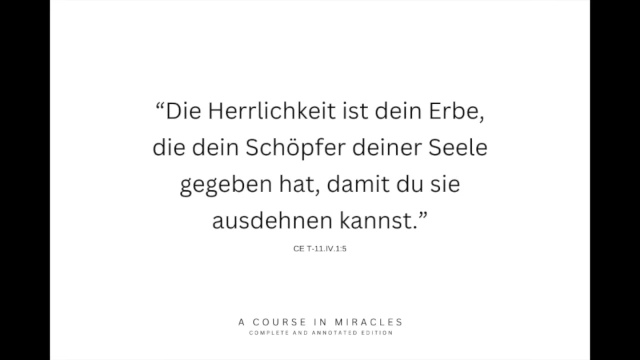 “Die Herrlichkeit ist dein Erbe,
die dein Schöpfer deiner Seele
gegeben hat, damit du sie
ausdehnen kannst.”
CE T-11.IV.1:5
A COURSE IN MIRACLES
COMPLETE AND ANNOTATED EDITION